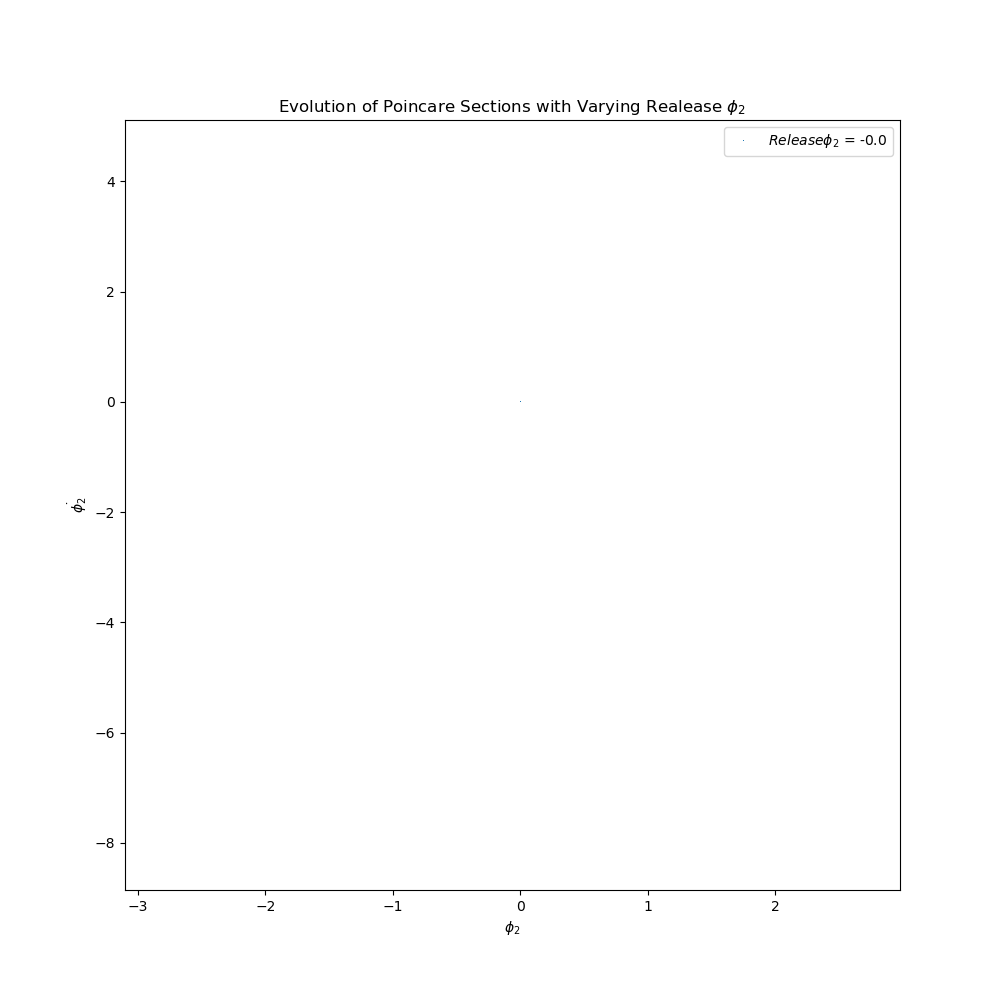 Evolution of Poincare Sections with Varying Realease ϕ₂
Releaseϕ₂ = -0.0
4
2
0
−2
−4
−6
−8
ϕ̇₂
−3 −2 −1 0 1 2
ϕ₂